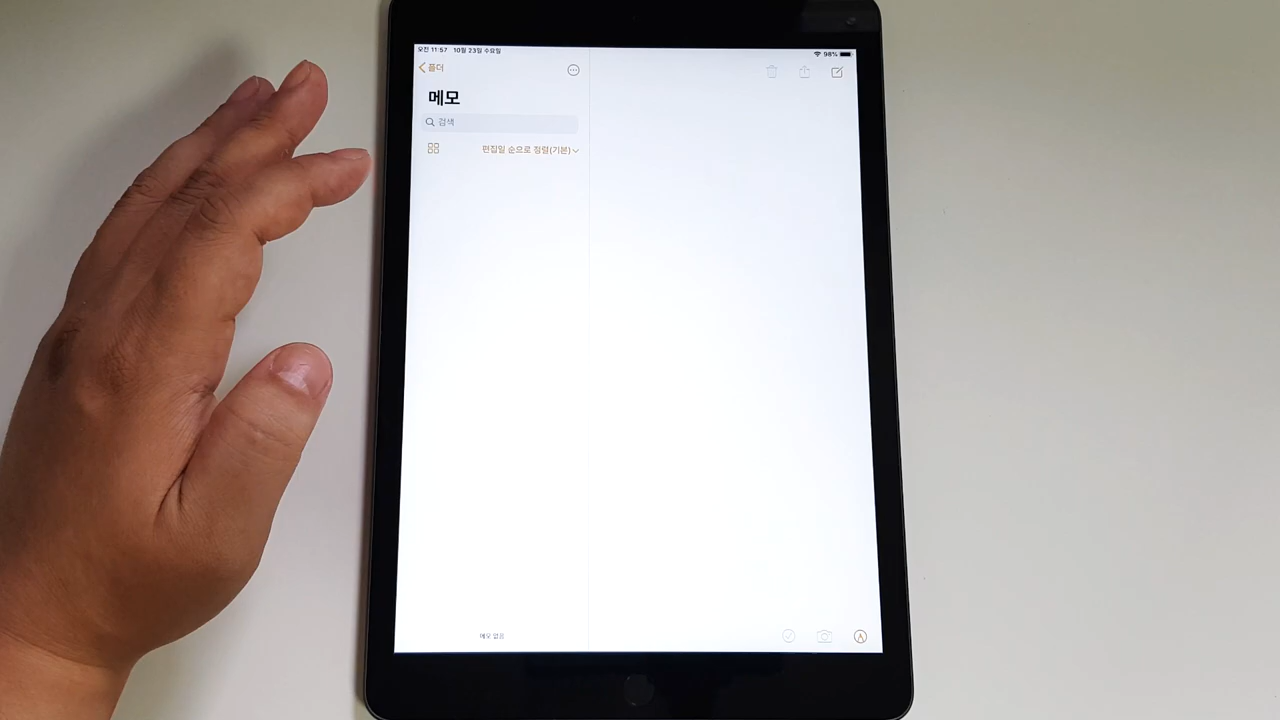 오전 11:57 10월 23일 수요일
98%
폴더
메모
검색
편집일 순으로 정렬(기본)
메모 없음